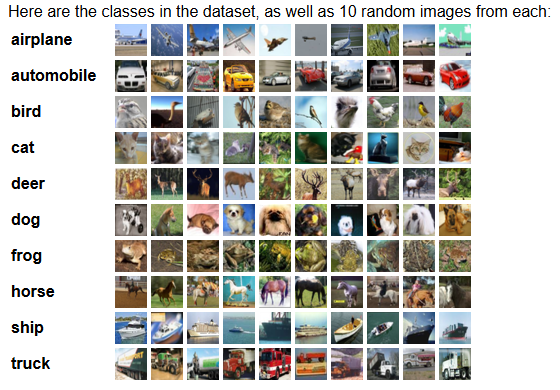 Here are the classes in the dataset, as well as 10 random images from each:
airplane
automobile
bird
cat
deer
dog
frog
horse
ship
truck